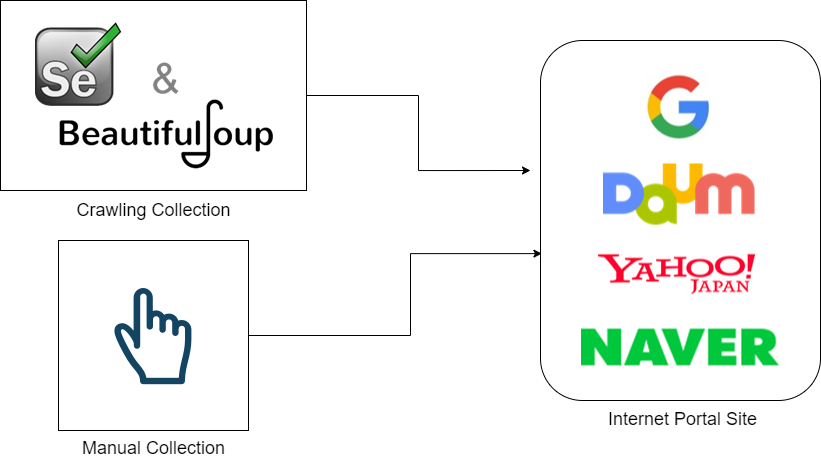 Se
&
BeautifulSoup
Crawling Collection
Manual Collection
G
Daum
YAHOO!
JAPAN
NAVER
Internet Portal Site